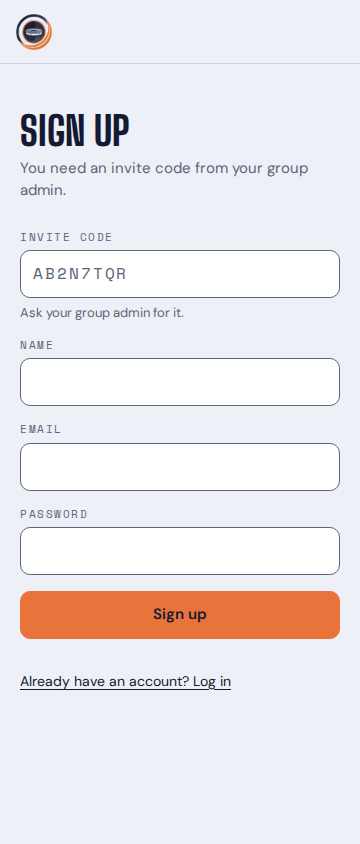 SIGN UP
You need an invite code from your group
admin.
INVITE CODE
AB2N7TQR
Ask your group admin for it.
NAME
EMAIL
PASSWORD
Sign up
Already have an account? Log in